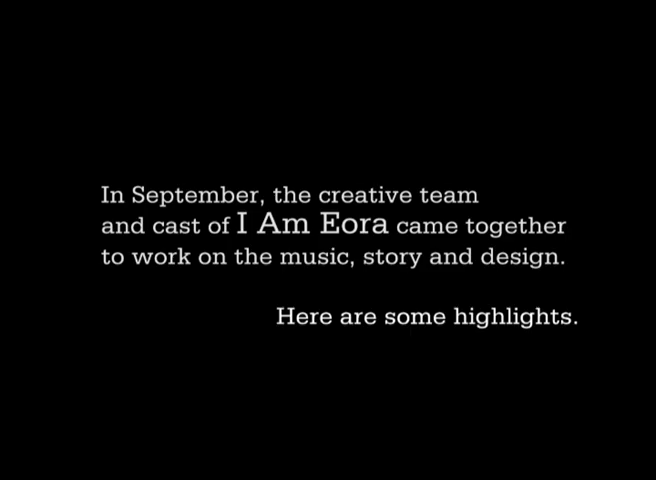 In September, the creative team
and cast of I Am Eora came together
to work on the music, story and design.
Here are some highlights.